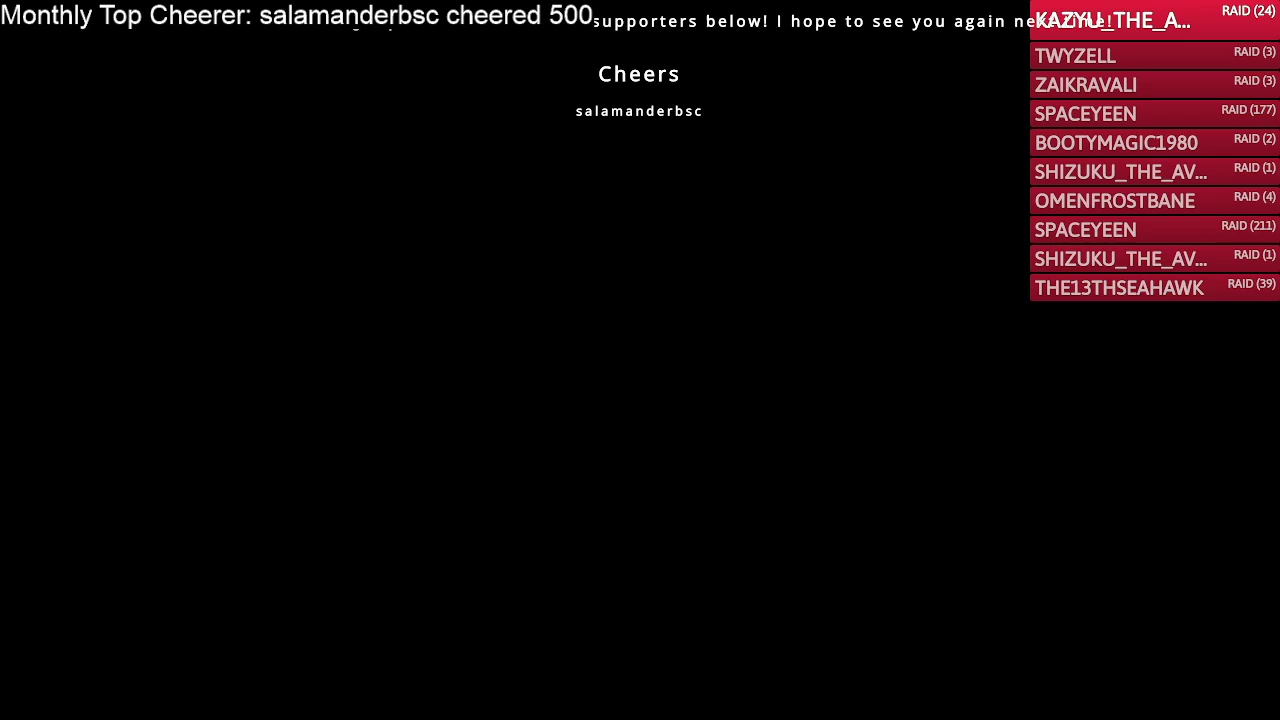 Monthly Top Cheerer: salamanderbsc cheered 500
supporters below! I hope to see you again next time!
Cheers
salamanderbsc
KAZYU_THE_A... RAID (24)
TWYZELL RAID (3)
ZAIKRAVALI RAID (3)
SPACEYEEN RAID (177)
BOOTYMAGIC1980 RAID (2)
SHIZUKU_THE_AV... RAID (1)
OMENFROSTBANE RAID (4)
SPACEYEEN RAID (211)
SHIZUKU_THE_AV... RAID (1)
THE13THSEAHAWK RAID (39)